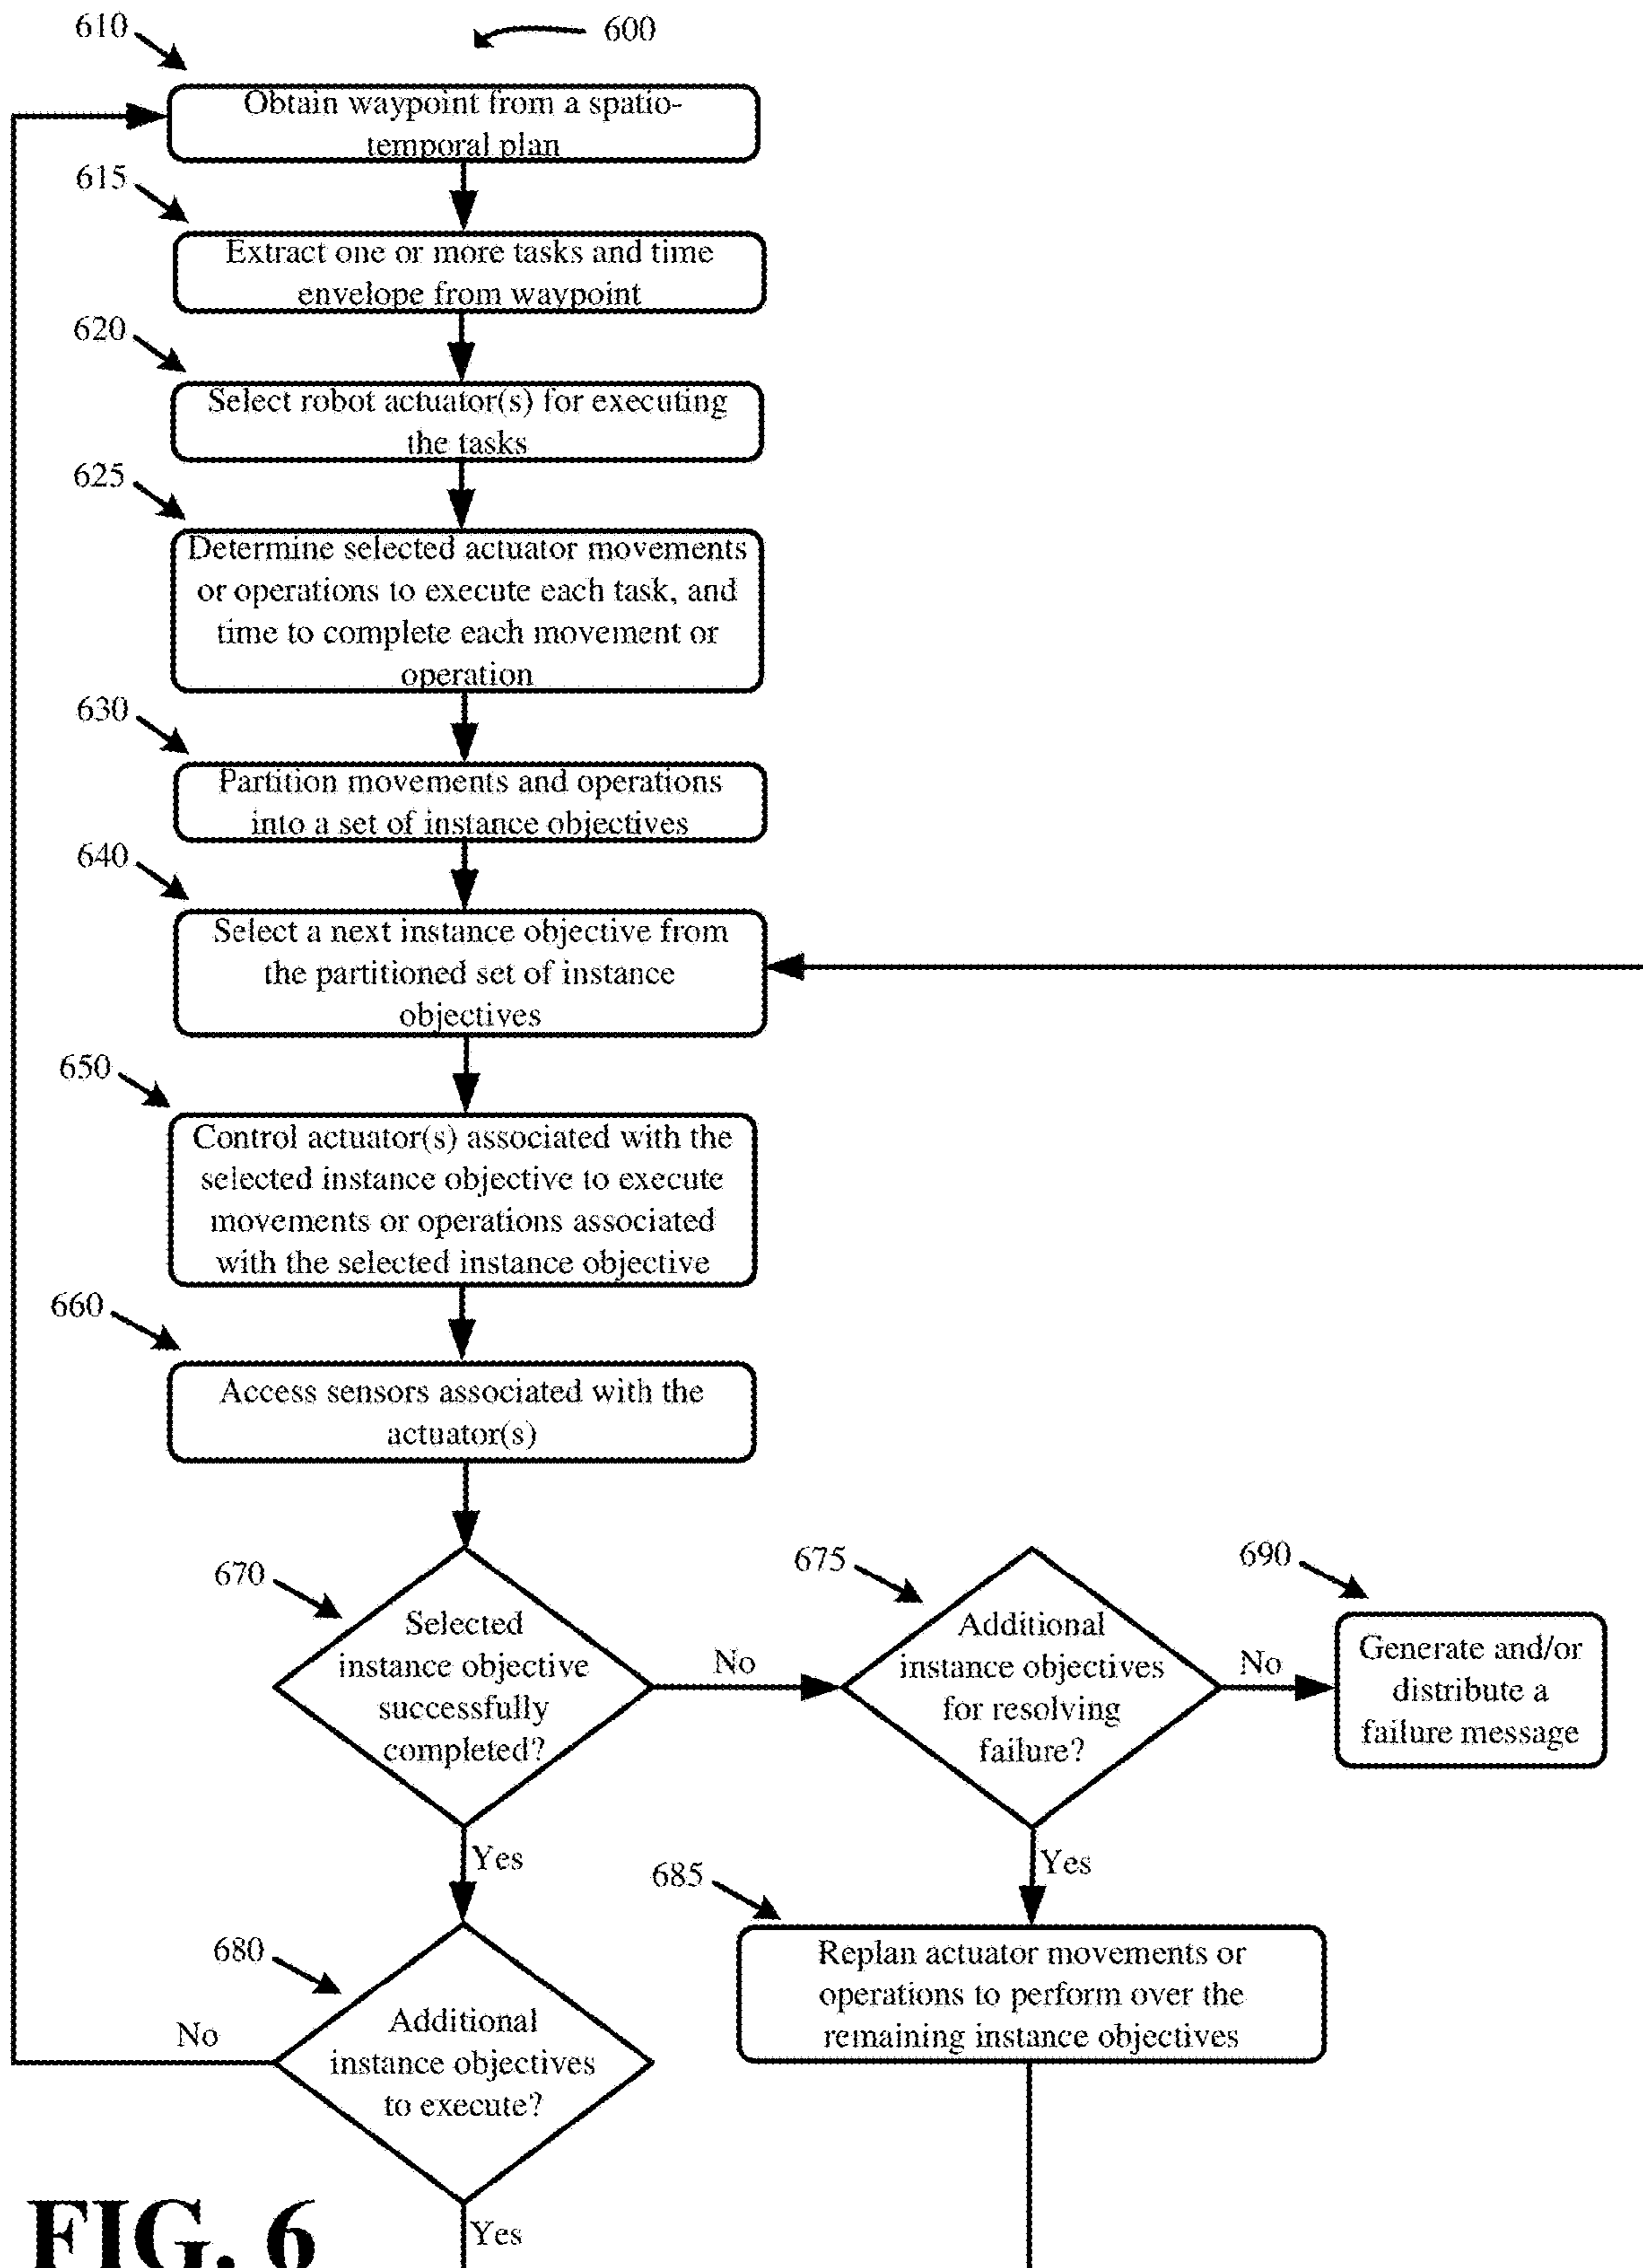 610
600
Obtain waypoint from a spatio-
temporal plan
615
Extract one or more tasks and time
envelope from waypoint
620
Select robot actuator(s) for executing
the tasks
625
Determine selected actuator movements
or operations to execute each task, and
time to complete each movement or
operation
630
Partition movements and operations
into a set of instance objectives
640
Select a next instance objective from
the partitioned set of instance
objectives
650
Control actuator(s) associated with the
selected instance objective to execute
movements or operations associated
with the selected instance objective
660
Access sensors associated with the
actuator(s)
670
Selected
instance objective
successfully
completed?
No
675
Additional
instance objectives
for resolving
failure?
No
690
Generate and/or
distribute a
failure message
Yes
Yes
685
Replan actuator movements or
operations to perform over the
remaining instance objectives
680
No
Additional
instance objectives
to execute?
Yes
FIG. 6